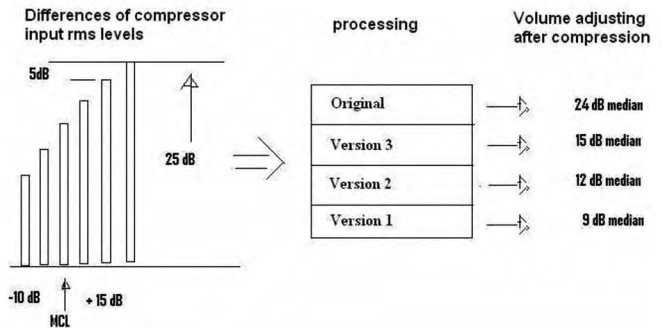 Differences of compressor
input rms levels
processing
Volume adjusting
after compression
5dB
25 dB
-10 dB
+ 15 dB
MCL
Original
24 dB median
Version 3
15 dB median
Version 2
12 dB median
Version 1
9 dB median